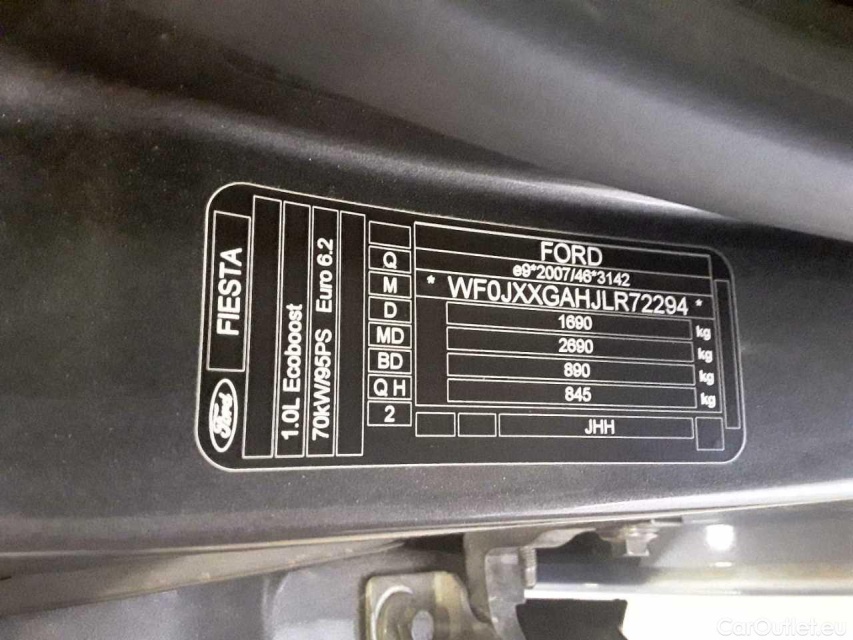 FORD
e9*2007/46*3142
* WF0JXXGAHJLR72294 *
1690 kg
2690 kg
890 kg
845 kg
JHH
Q
M
D
MD
BD
Q H
2
FIESTA
Ford
1.0L Ecoboost
70kW/95PS Euro 6.2
CarOutlet.eu